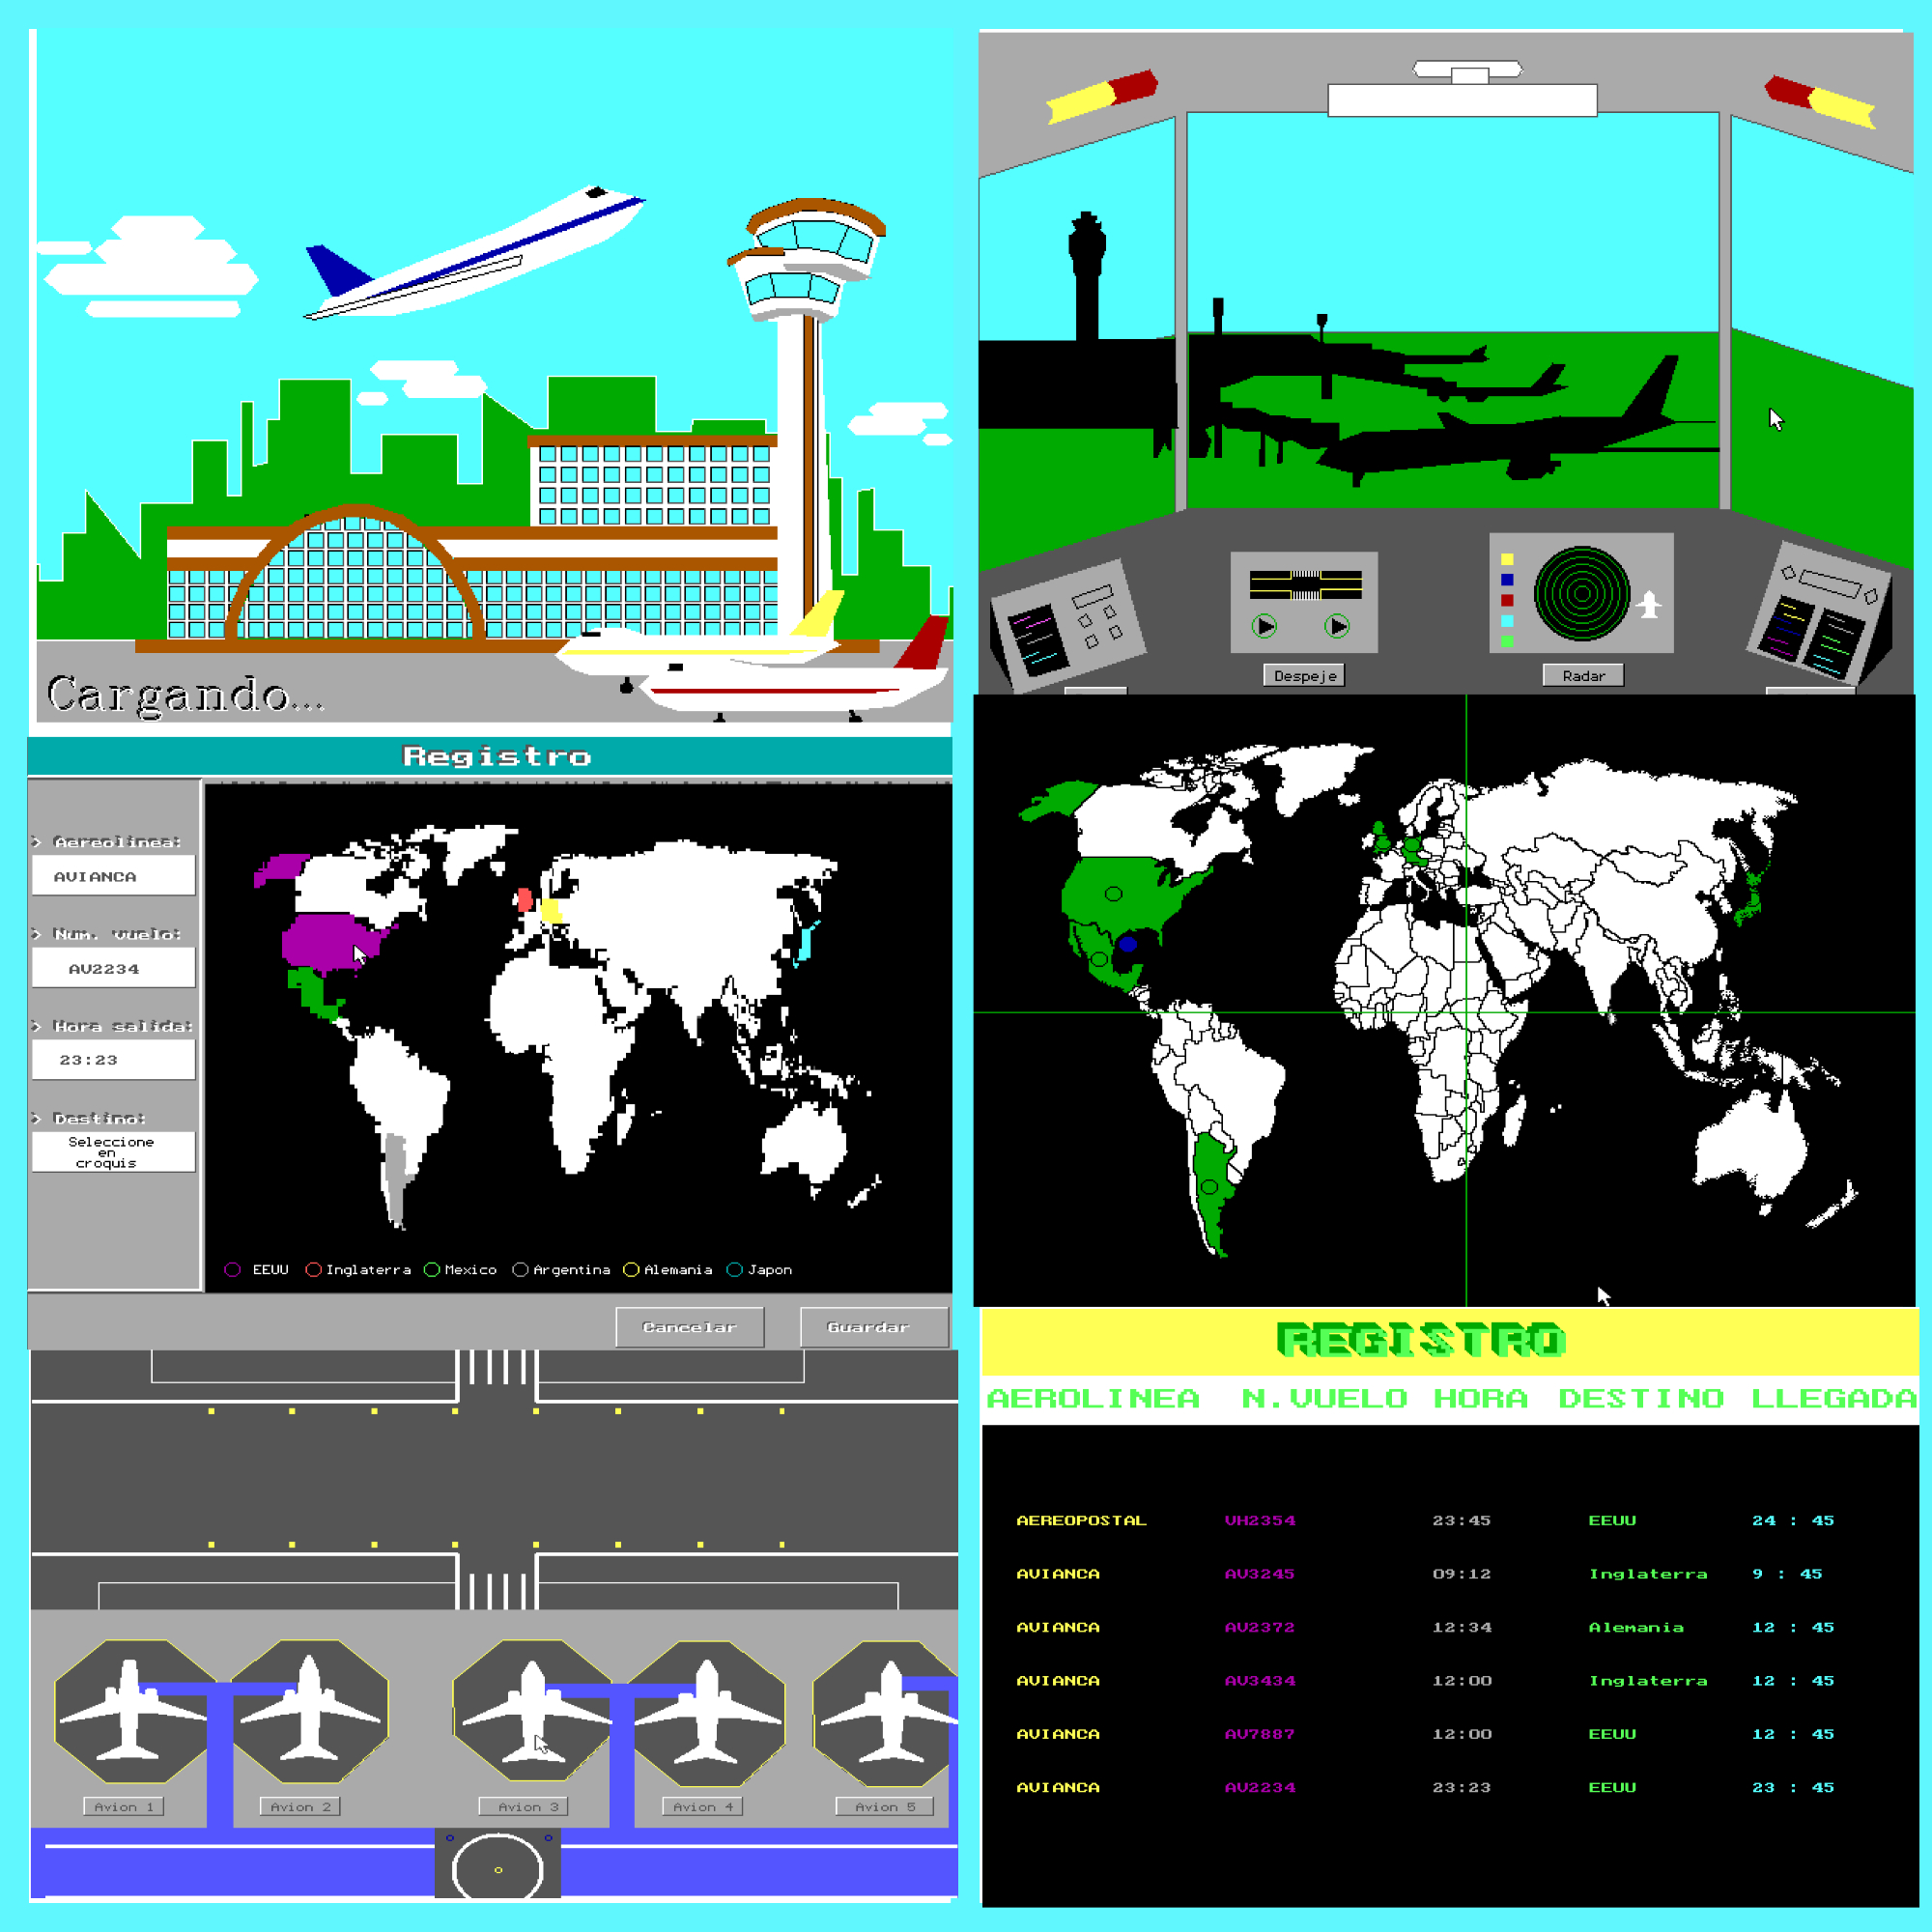 Cargando...
Despeje
Radar
Registro
> Aereolinea:
AVIANCA
> Num. vuelo:
AV2234
> Hora salida:
23:23
> Destino:
Seleccione
en
croquis
EEUU Inglaterra Mexico Argentina Alemania Japon
Cancelar Guardar
Avion 1 Avion 2 Avion 3 Avion 4 Avion 5
REGISTRO
AEROLINEA N.VUELO HORA DESTINO LLEGADA
AEREOPOSTAL VH2354 23:45 EEUU 24 : 45
AVIANCA AV3245 09:12 Inglaterra 9 : 45
AVIANCA AV2372 12:34 Alemania 12 : 45
AVIANCA AV3434 12:00 Inglaterra 12 : 45
AVIANCA AV7887 12:00 EEUU 12 : 45
AVIANCA AV2234 23:23 EEUU 23 : 45